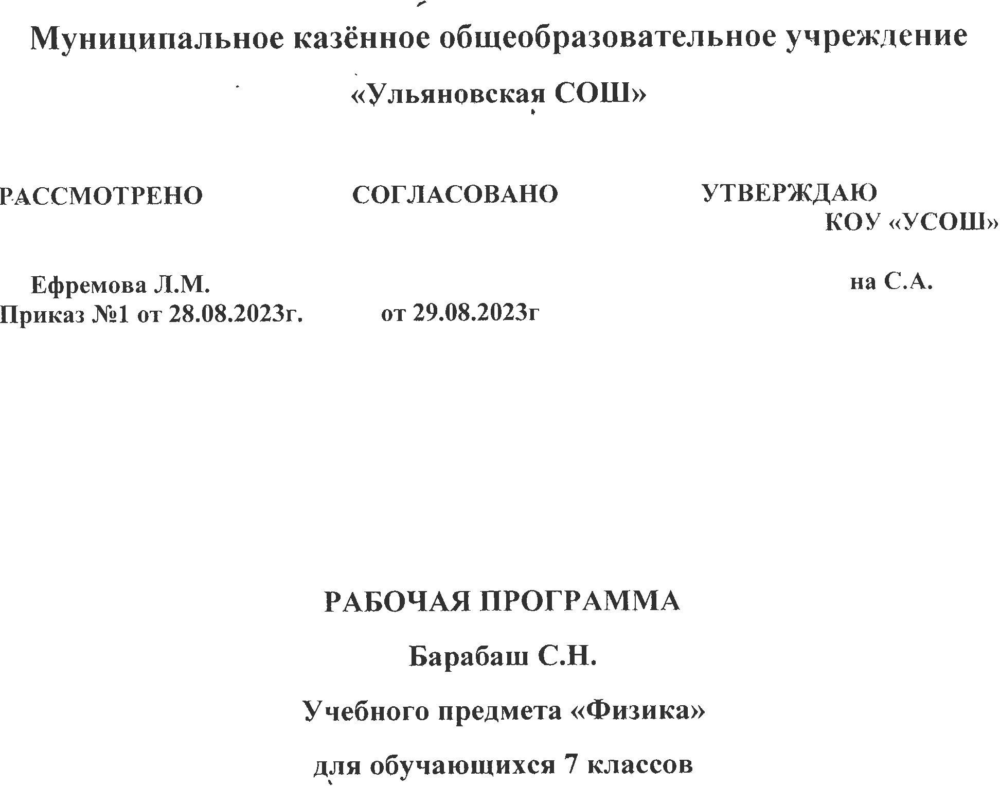 Муниципальное казённое общеобразовательное учреждение
«Ульяновская СОШ»
РАССМОТРЕНО СОГЛАСОВАНО УТВЕРЖДАЮ
КОУ «УСОШ»
Ефремова Л.М. на С.А.
Приказ №1 от 28.08.2023г. от 29.08.2023г
РАБОЧАЯ ПРОГРАММА
Барабаш С.Н.
Учебного предмета «Физика»
для обучающихся 7 классов